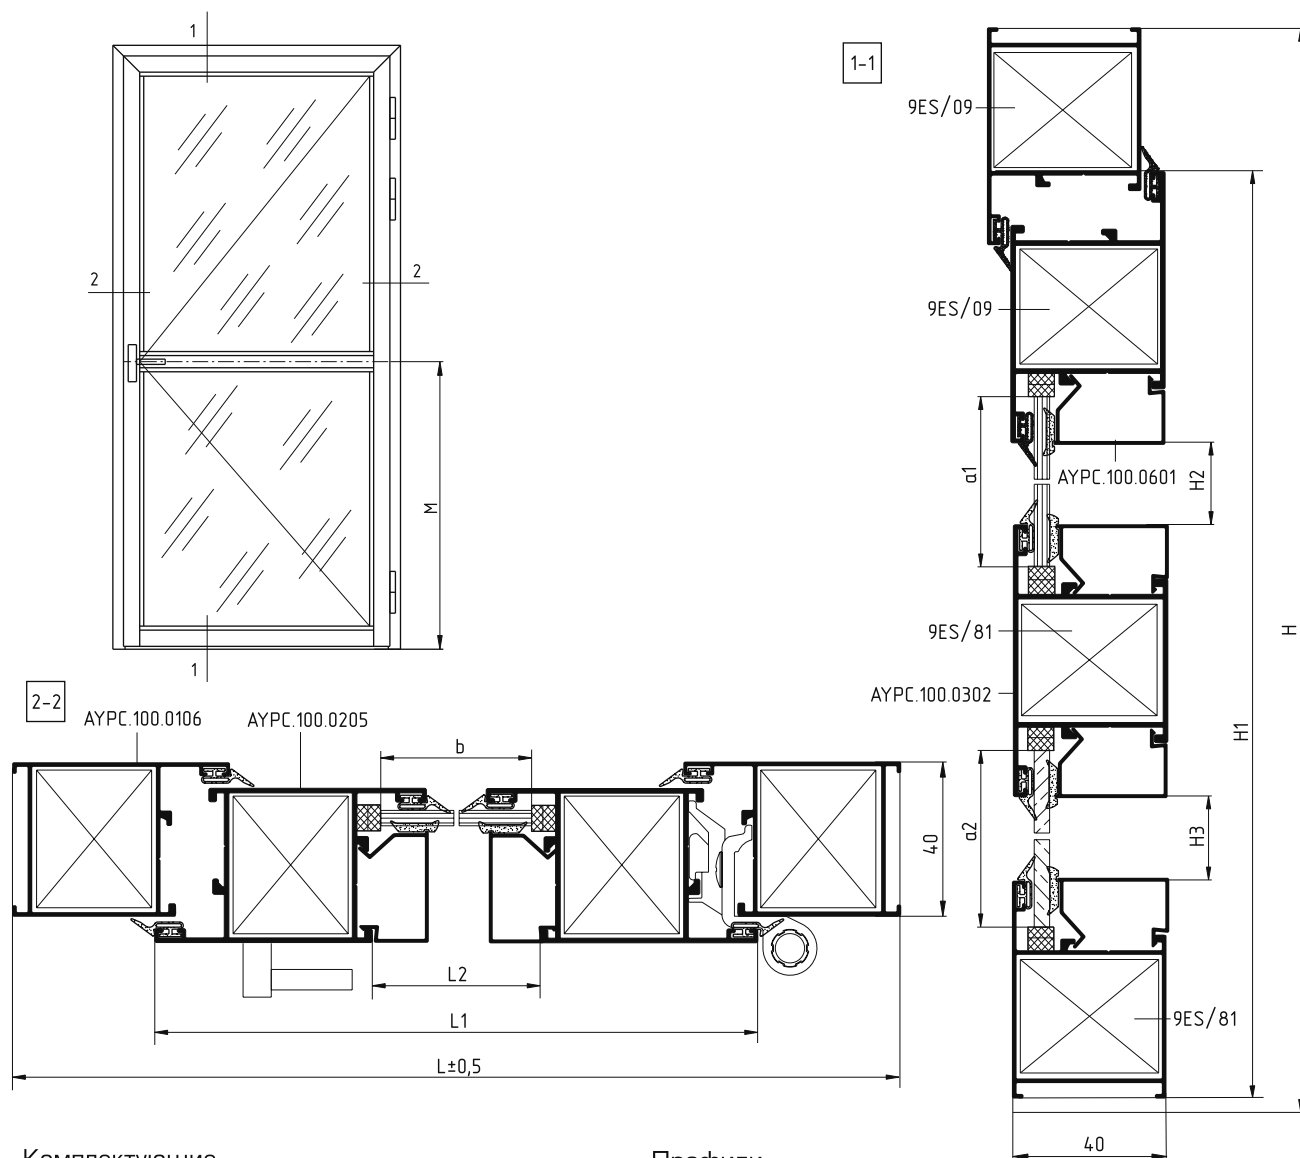 1
1-1
9ES/09
2
2
9ES/09
a1
AYPC.100.0601
H2
M
1
9ES/81
H
2-2
AYPC.100.0302
AYPC.100.0106
AYPC.100.0205
b
H1
40
a2
H3
L2
L1
9ES/81
L±0,5
40
Комплектующие
Профили